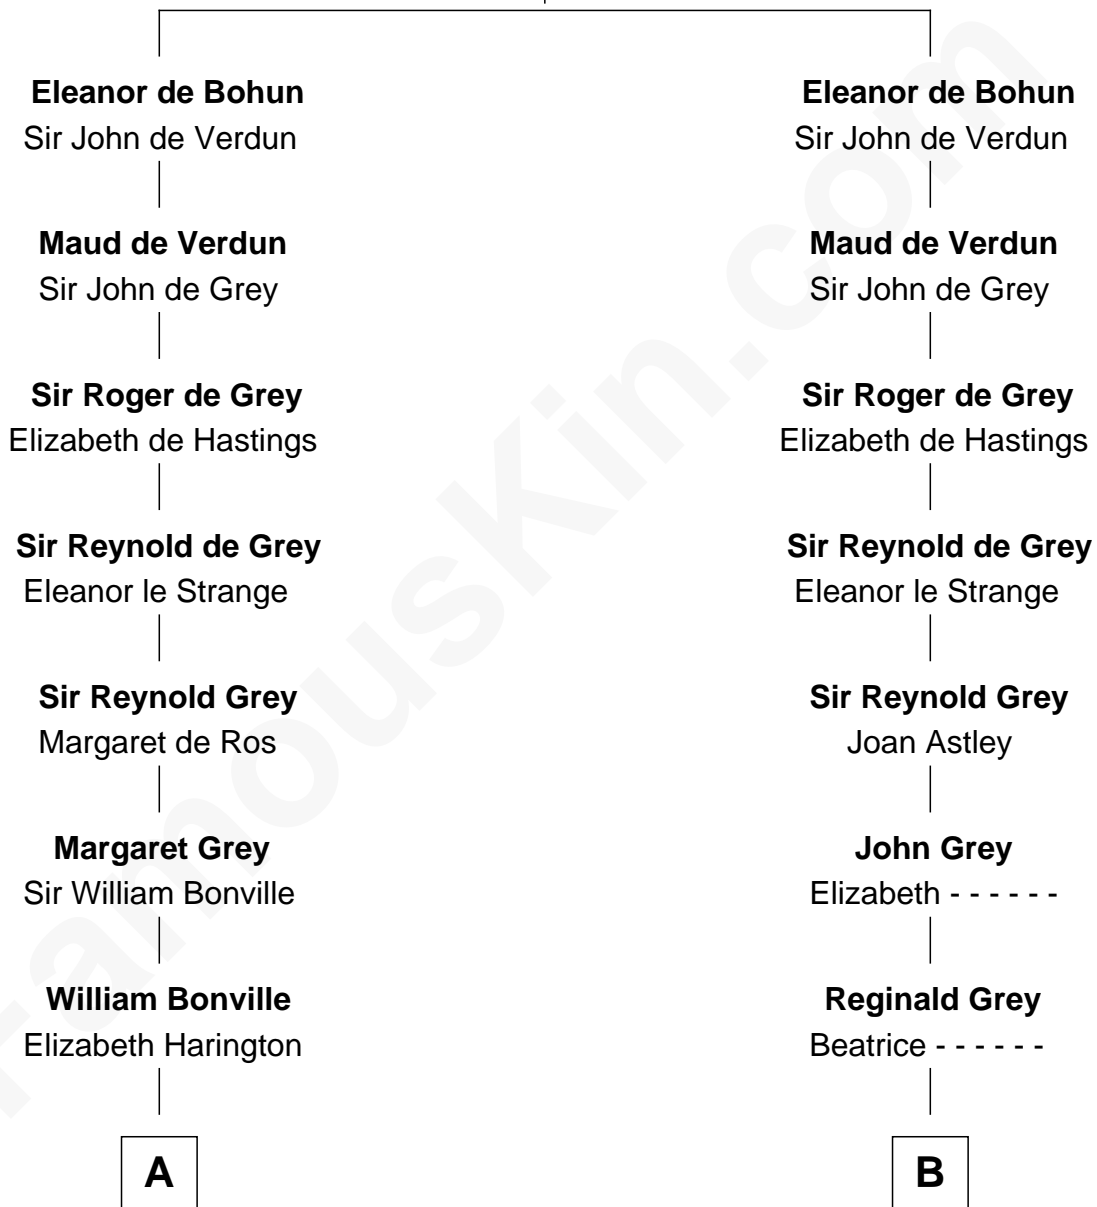 Eleanor de Bohun
Sir John de Verdun
Maud de Verdun
Sir John de Grey
Sir Roger de Grey
Elizabeth de Hastings
Sir Reynold de Grey
Eleanor le Strange
Sir Reynold Grey
Margaret de Ros
Margaret Grey
Sir William Bonville
William Bonville
Elizabeth Harington
A
Eleanor de Bohun
Sir John de Verdun
Maud de Verdun
Sir John de Grey
Sir Roger de Grey
Elizabeth de Hastings
Sir Reynold de Grey
Eleanor le Strange
Sir Reynold Grey
Joan Astley
John Grey
Elizabeth - - - - - -
Reginald Grey
Beatrice - - - - - -
B
FamousKin.com